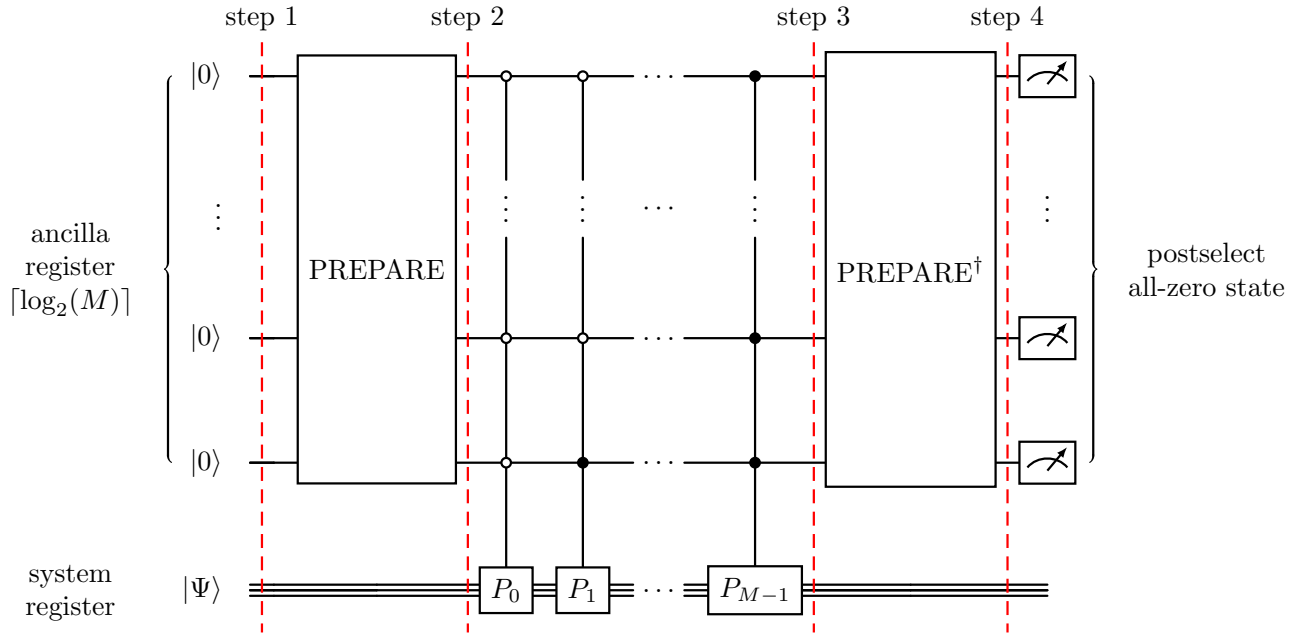 step 1
step 2
step 3
step 4
|0⟩
⋮
|0⟩
|0⟩
ancilla
register
⌈log₂(M)⌉
PREPARE
···
⋮
⋮
···
⋮
···
···
PREPARE†
⋮
postselect
all-zero state
system
register
|Ψ⟩
P₀
P₁
···
P_{M−1}